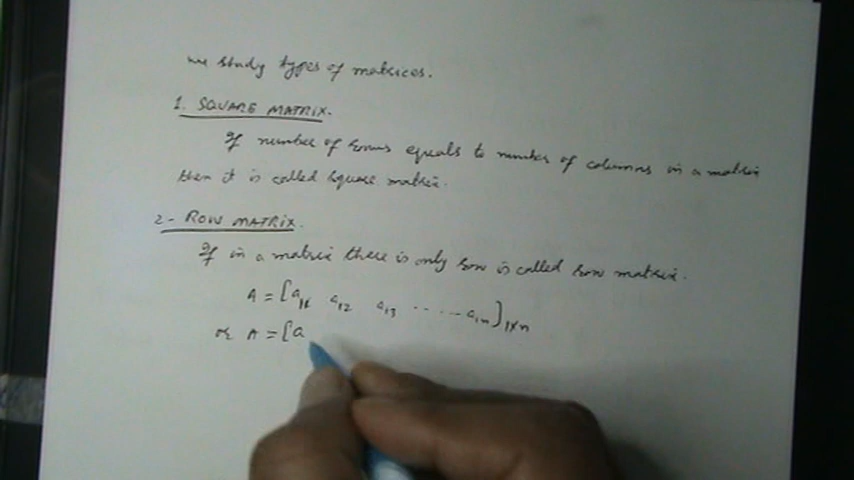 we study types of matrices.
1. SQUARE MATRIX.
If number of rows equals to number of columns in a matrix
then it is called square matrix.
2- ROW MATRIX.
If in a matrix there is only row is called row matrix.
A = [a11 a12 a13 ..... a1n]1×n
or A = [a